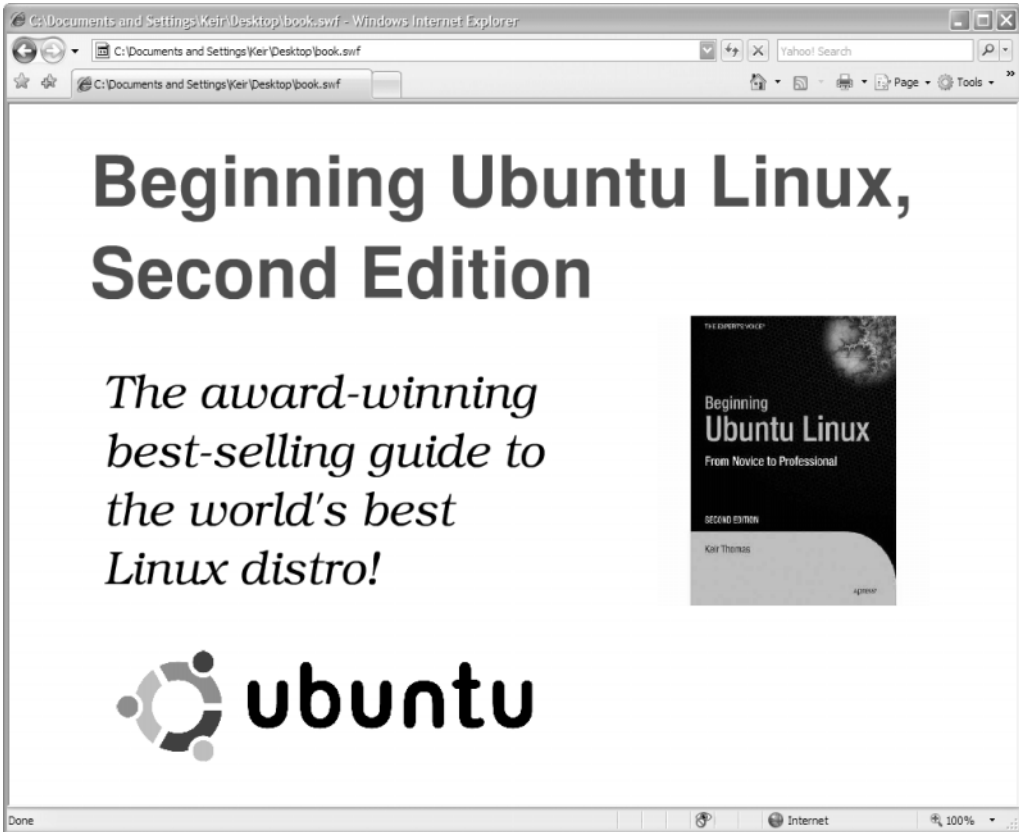 C:\Documents and Settings\Keir\Desktop\book.swf - Windows Internet Explorer
C:\Documents and Settings\Keir\Desktop\book.swf
Yahoo! Search
C:\Documents and Settings\Keir\Desktop\book.swf
Page
Tools
Beginning Ubuntu Linux,
Second Edition
The award-winning
best-selling guide to
the world's best
Linux distro!
THE EXPERT'S VOICE®
Beginning
Ubuntu Linux
From Novice to Professional
SECOND EDITION
Keir Thomas
apress®
ubuntu
Done
Internet
100%